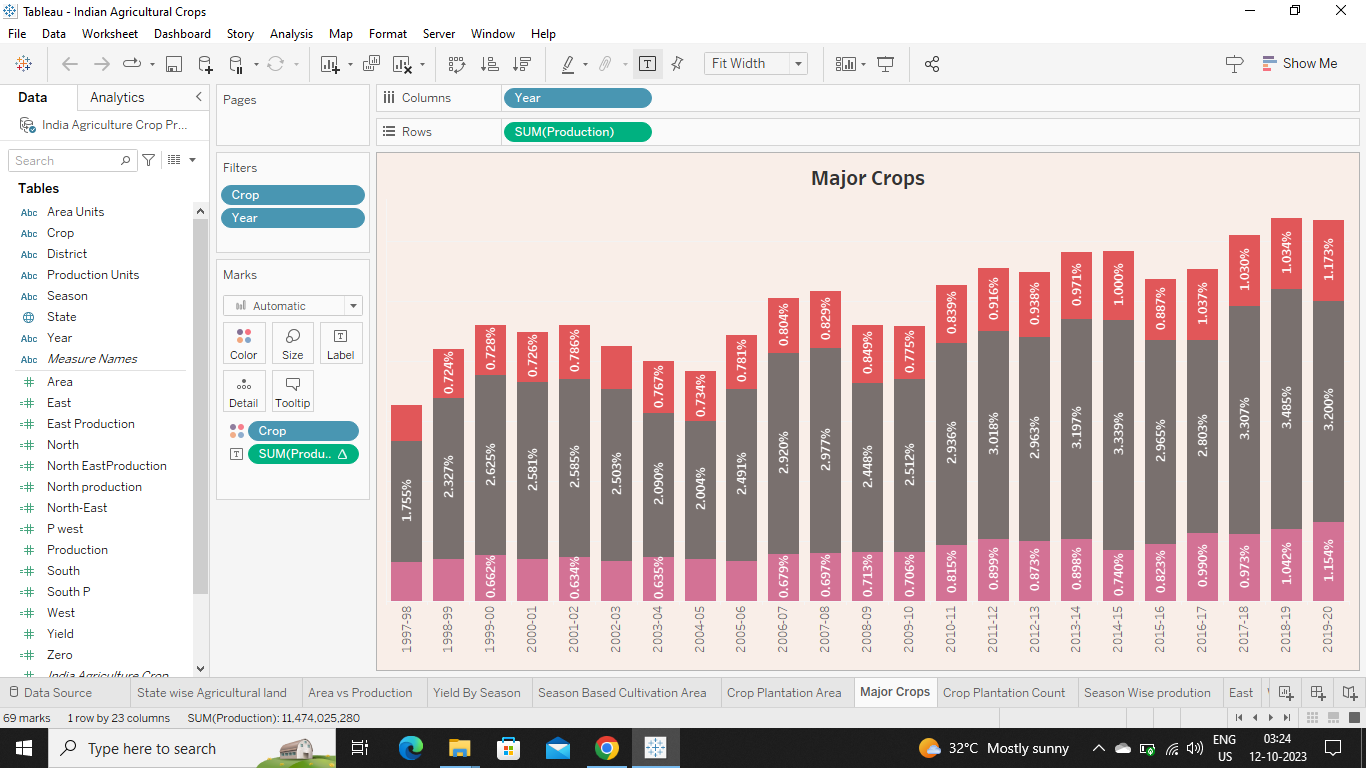 Tableau - Indian Agricultural Crops
File Data Worksheet Dashboard Story Analysis Map Format Server Window Help
Fit Width
Show Me
Data Analytics
India Agriculture Crop Pr...
Search
Tables
Abc Area Units
Abc Crop
Abc District
Abc Production Units
Abc Season
State
Abc Year
Abc Measure Names
Area
East
East Production
North
North EastProduction
North production
North-East
P west
Production
South
South P
West
Yield
Zero
India Agriculture Crop
Pages
Filters
Crop
Year
Marks
Automatic
Color Size Label
Detail Tooltip
Crop
SUM(Produ.. Δ
Columns Year
Rows SUM(Production)
Major Crops
1.755%
0.724% 2.327%
0.728% 2.625% 0.662%
0.726% 2.581%
0.786% 2.585% 0.634%
2.503%
0.767% 2.090% 0.635%
0.734% 2.004%
0.781% 2.491%
0.804% 2.920% 0.679%
0.829% 2.977% 0.697%
0.849% 2.448% 0.713%
0.775% 2.512% 0.706%
0.839% 2.936% 0.815%
0.916% 3.018% 0.899%
0.938% 2.963% 0.873%
0.971% 3.197% 0.898%
1.000% 3.339% 0.740%
0.887% 2.965% 0.823%
1.037% 2.803% 0.990%
1.030% 3.307% 0.973%
1.034% 3.485% 1.042%
1.173% 3.200% 1.154%
1997-98 1998-99 1999-00 2000-01 2001-02 2002-03 2003-04 2004-05 2005-06 2006-07 2007-08 2008-09 2009-10 2010-11 2011-12 2012-13 2013-14 2014-15 2015-16 2016-17 2017-18 2018-19 2019-20
Data Source State wise Agricultural land Area vs Production Yield By Season Season Based Cultivation Area Crop Plantation Area Major Crops Crop Plantation Count Season Wise prodution East
69 marks 1 row by 23 columns SUM(Production): 11,474,025,280
Type here to search
32°C Mostly sunny
ENG
US
03:24
12-10-2023